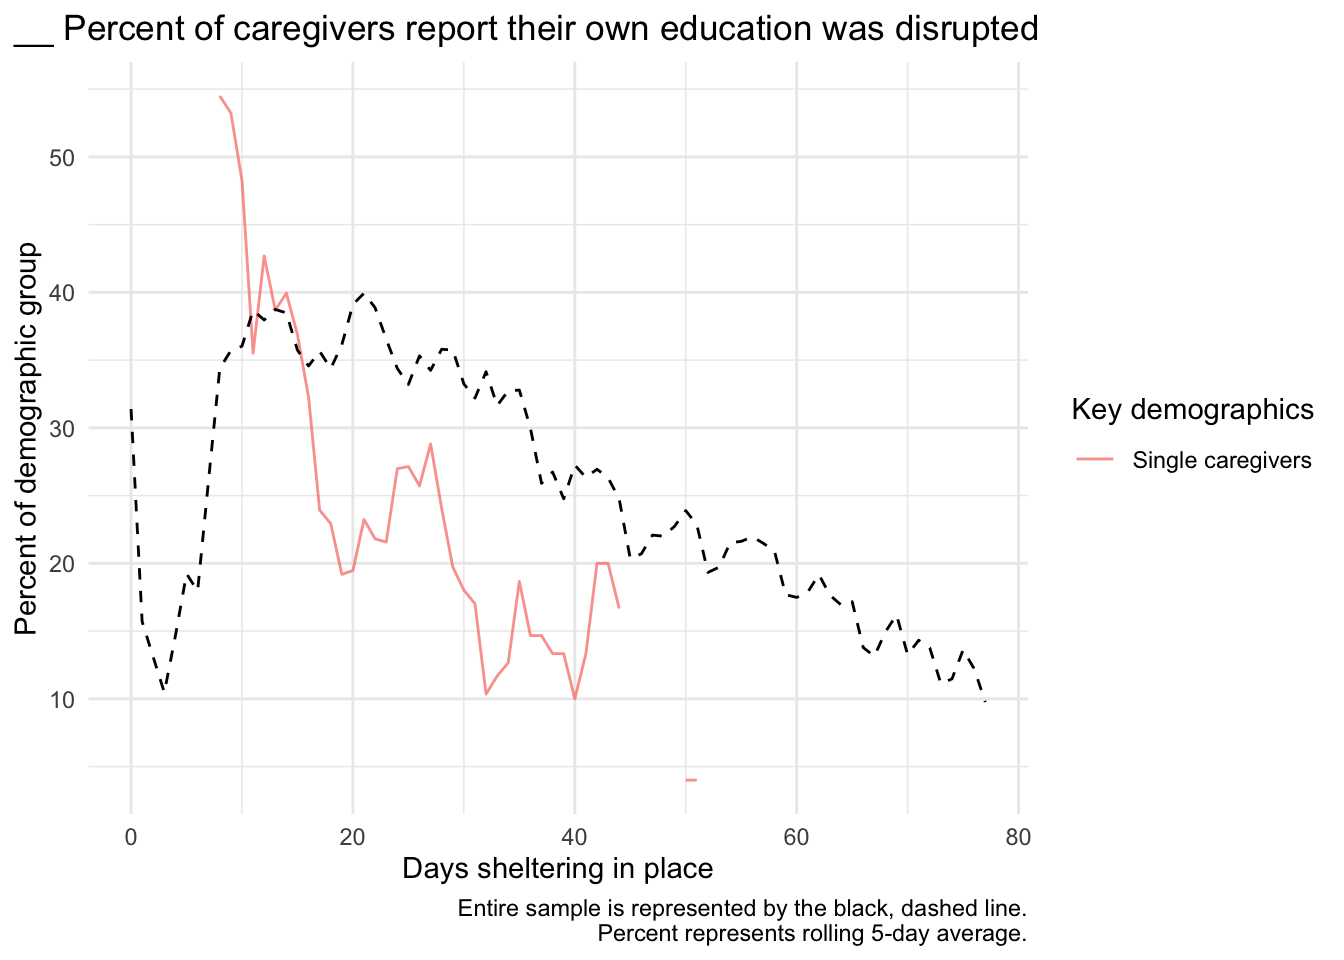 __ Percent of caregivers report their own education was disrupted
Percent of demographic group
50
40
30
20
10
0
20
40
60
80
Days sheltering in place
Key demographics
Single caregivers
Entire sample is represented by the black, dashed line.
Percent represents rolling 5-day average.